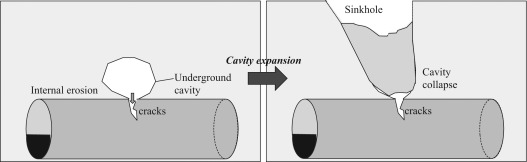 Internal erosion
Underground
cavity
cracks
Cavity expansion
Sinkhole
Cavity
collapse
cracks